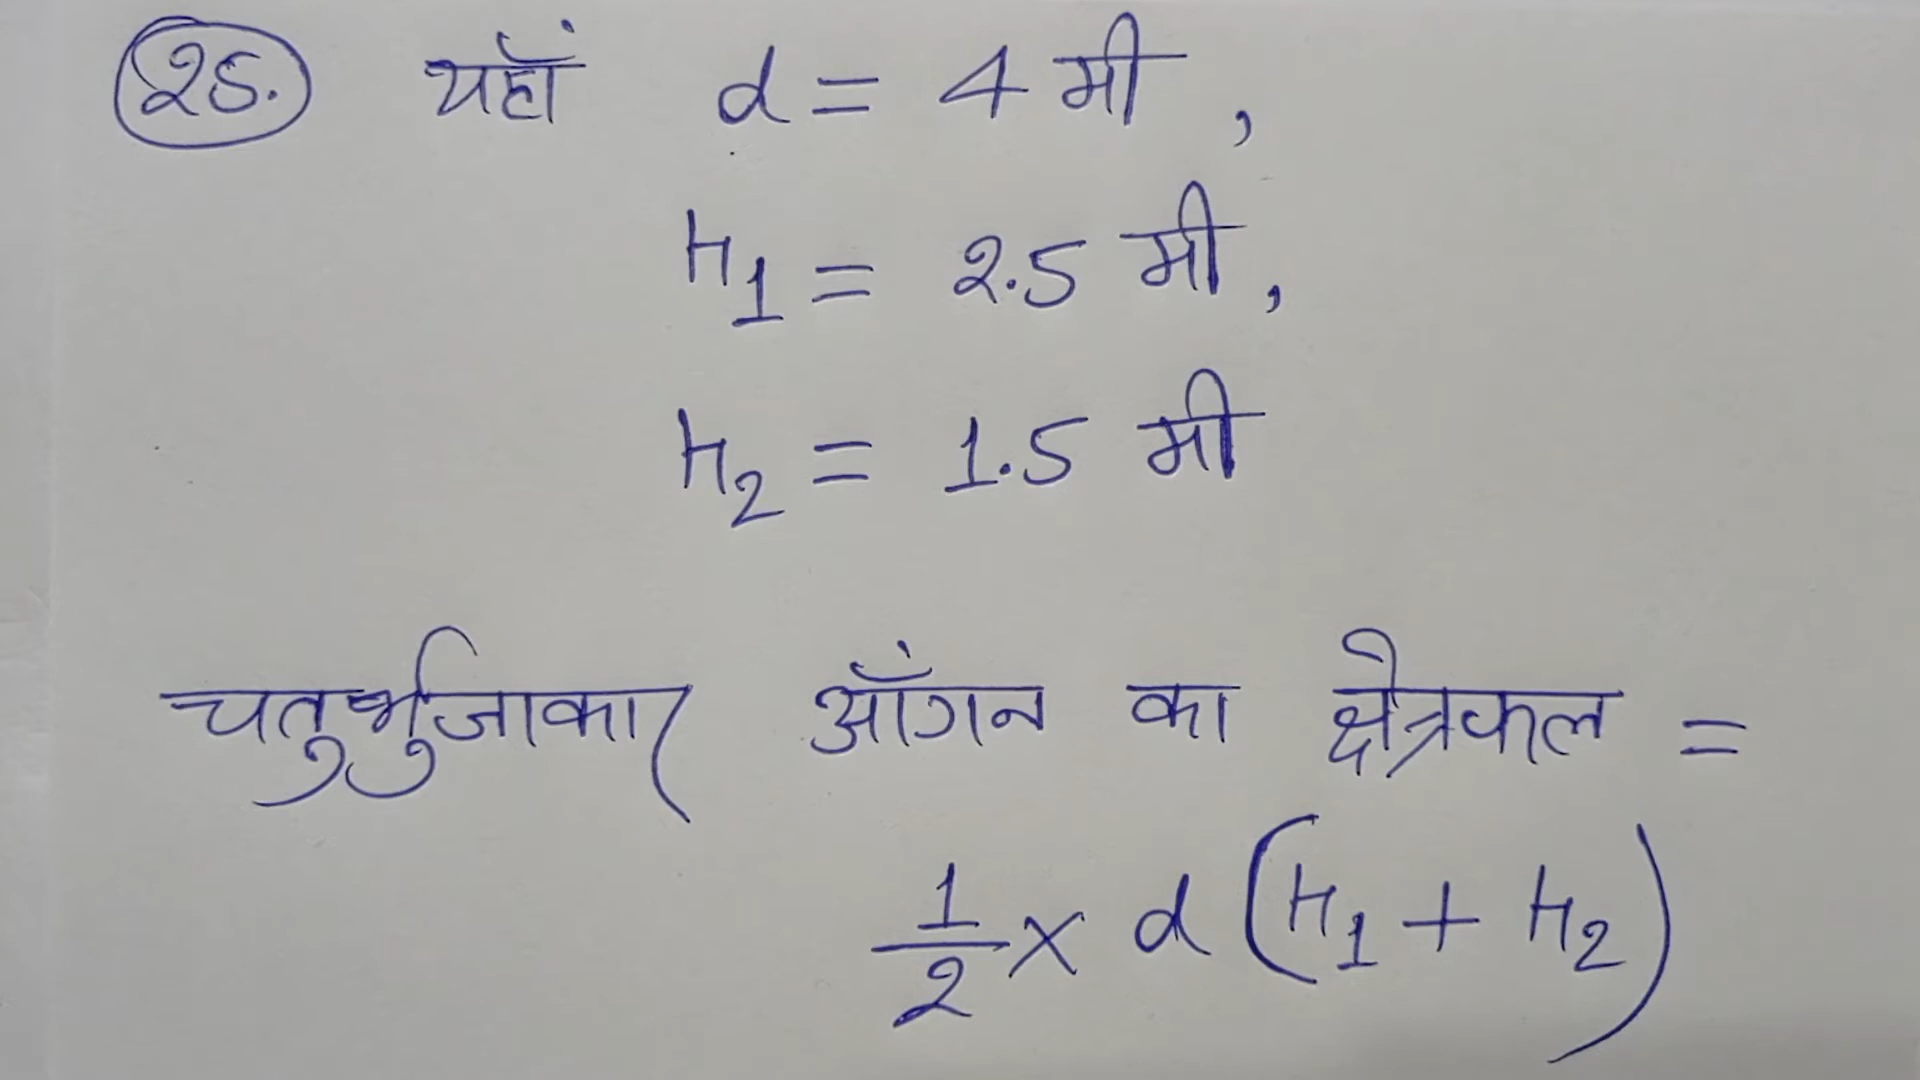 25. यहाँ d = 4 मी ,
H₁ = 2.5 मी ,
H₂ = 1.5 मी
चतुर्भुजाकार आँगन का क्षेत्रफल =
1/2 × d (H₁ + H₂)